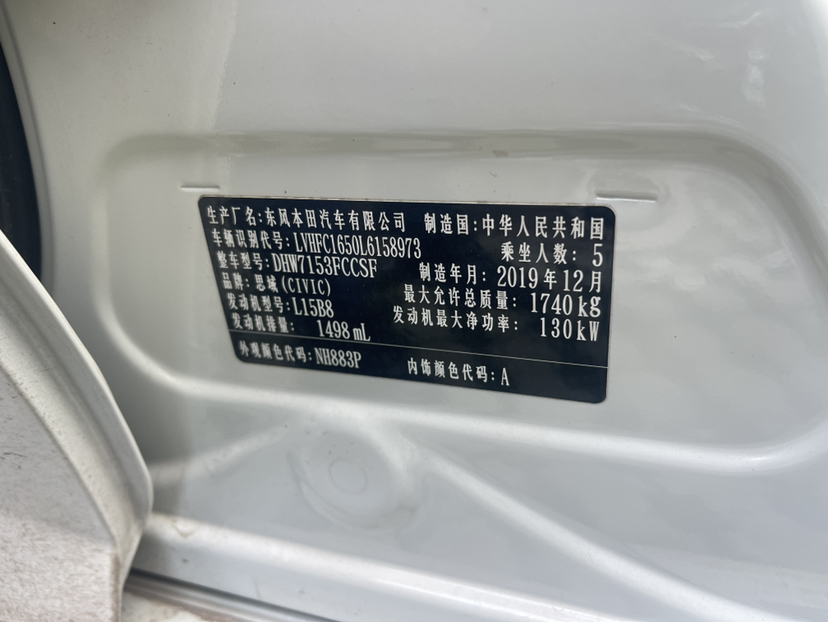 生产厂名:东风本田汽车有限公司 制造国:中华人民共和国
车辆识别代号:LVHFC1650L6158973 乘坐人数: 5
整车型号:DHW7153FCCSF 制造年月:2019年12月
品牌:思域(CIVIC) 最大允许总质量: 1740kg
发动机型号:L15B8 发动机最大净功率: 130kW
发动机排量: 1498mL
外观颜色代码:NH883P 内饰颜色代码:A